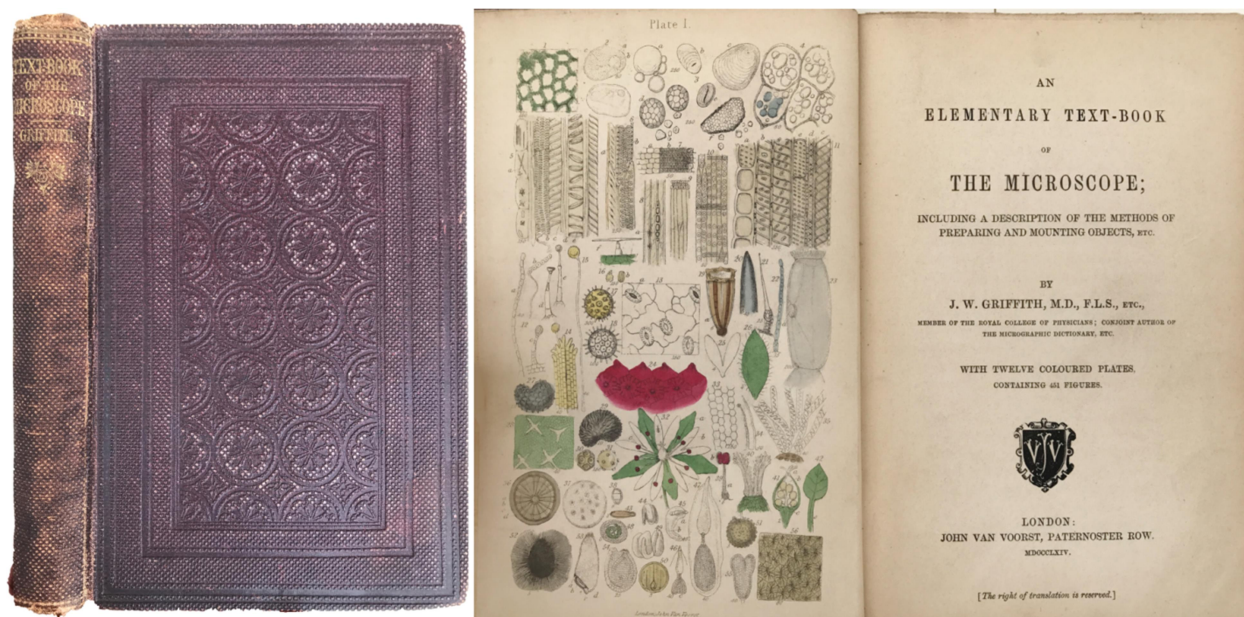 TEXT-BOOK
OF THE
MICROSCOPE
GRIFFITH
Plate I.
AN
ELEMENTARY TEXT-BOOK
OF
THE MICROSCOPE;
INCLUDING A DESCRIPTION OF THE METHODS OF
PREPARING AND MOUNTING OBJECTS, ETC.
BY
J. W. GRIFFITH, M.D., F.L.S., ETC.,
MEMBER OF THE ROYAL COLLEGE OF PHYSICIANS; CONJOINT AUTHOR OF
THE MICROGRAPHIC DICTIONARY, ETC.
WITH TWELVE COLOURED PLATES,
CONTAINING 451 FIGURES.
VJV
LONDON:
JOHN VAN VOORST, PATERNOSTER ROW.
MDCCCLXIV.
[The right of translation is reserved.]